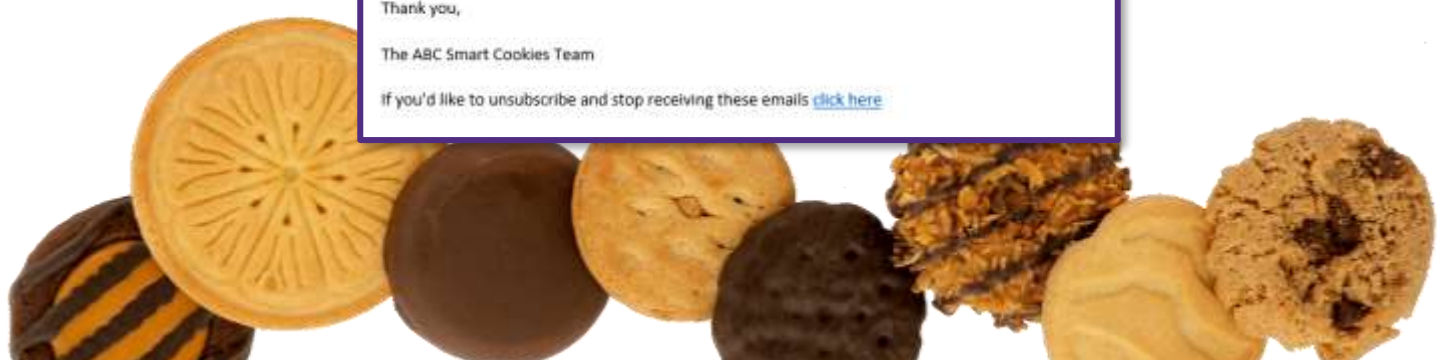 Thank you,
The ABC Smart Cookies Team
If you'd like to unsubscribe and stop receiving these emails click here